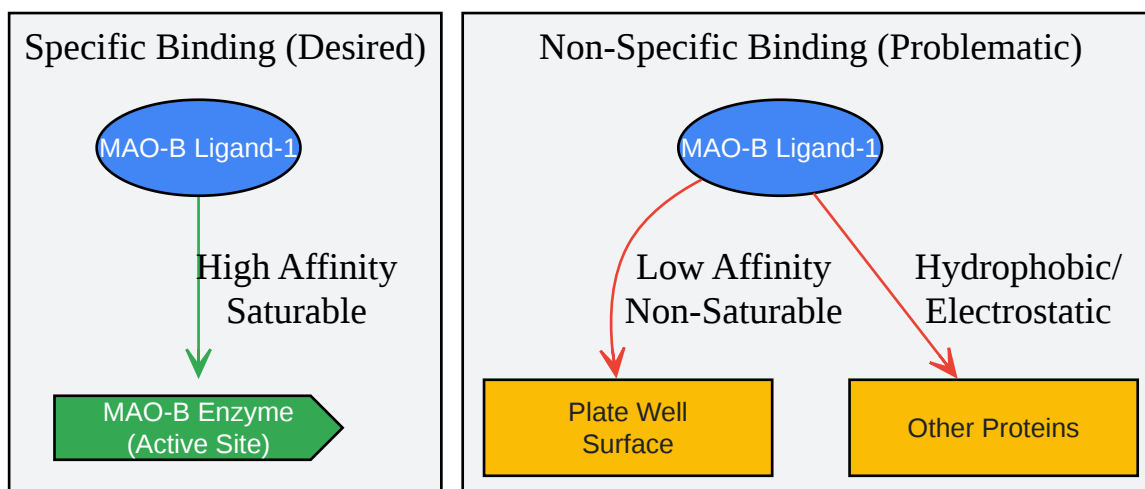 Specific Binding (Desired)
MAO-B Ligand-1
High Affinity
Saturable
MAO-B Enzyme
(Active Site)
Non-Specific Binding (Problematic)
MAO-B Ligand-1
Low Affinity
Non-Saturable
Hydrophobic/
Electrostatic
Plate Well
Surface
Other Proteins